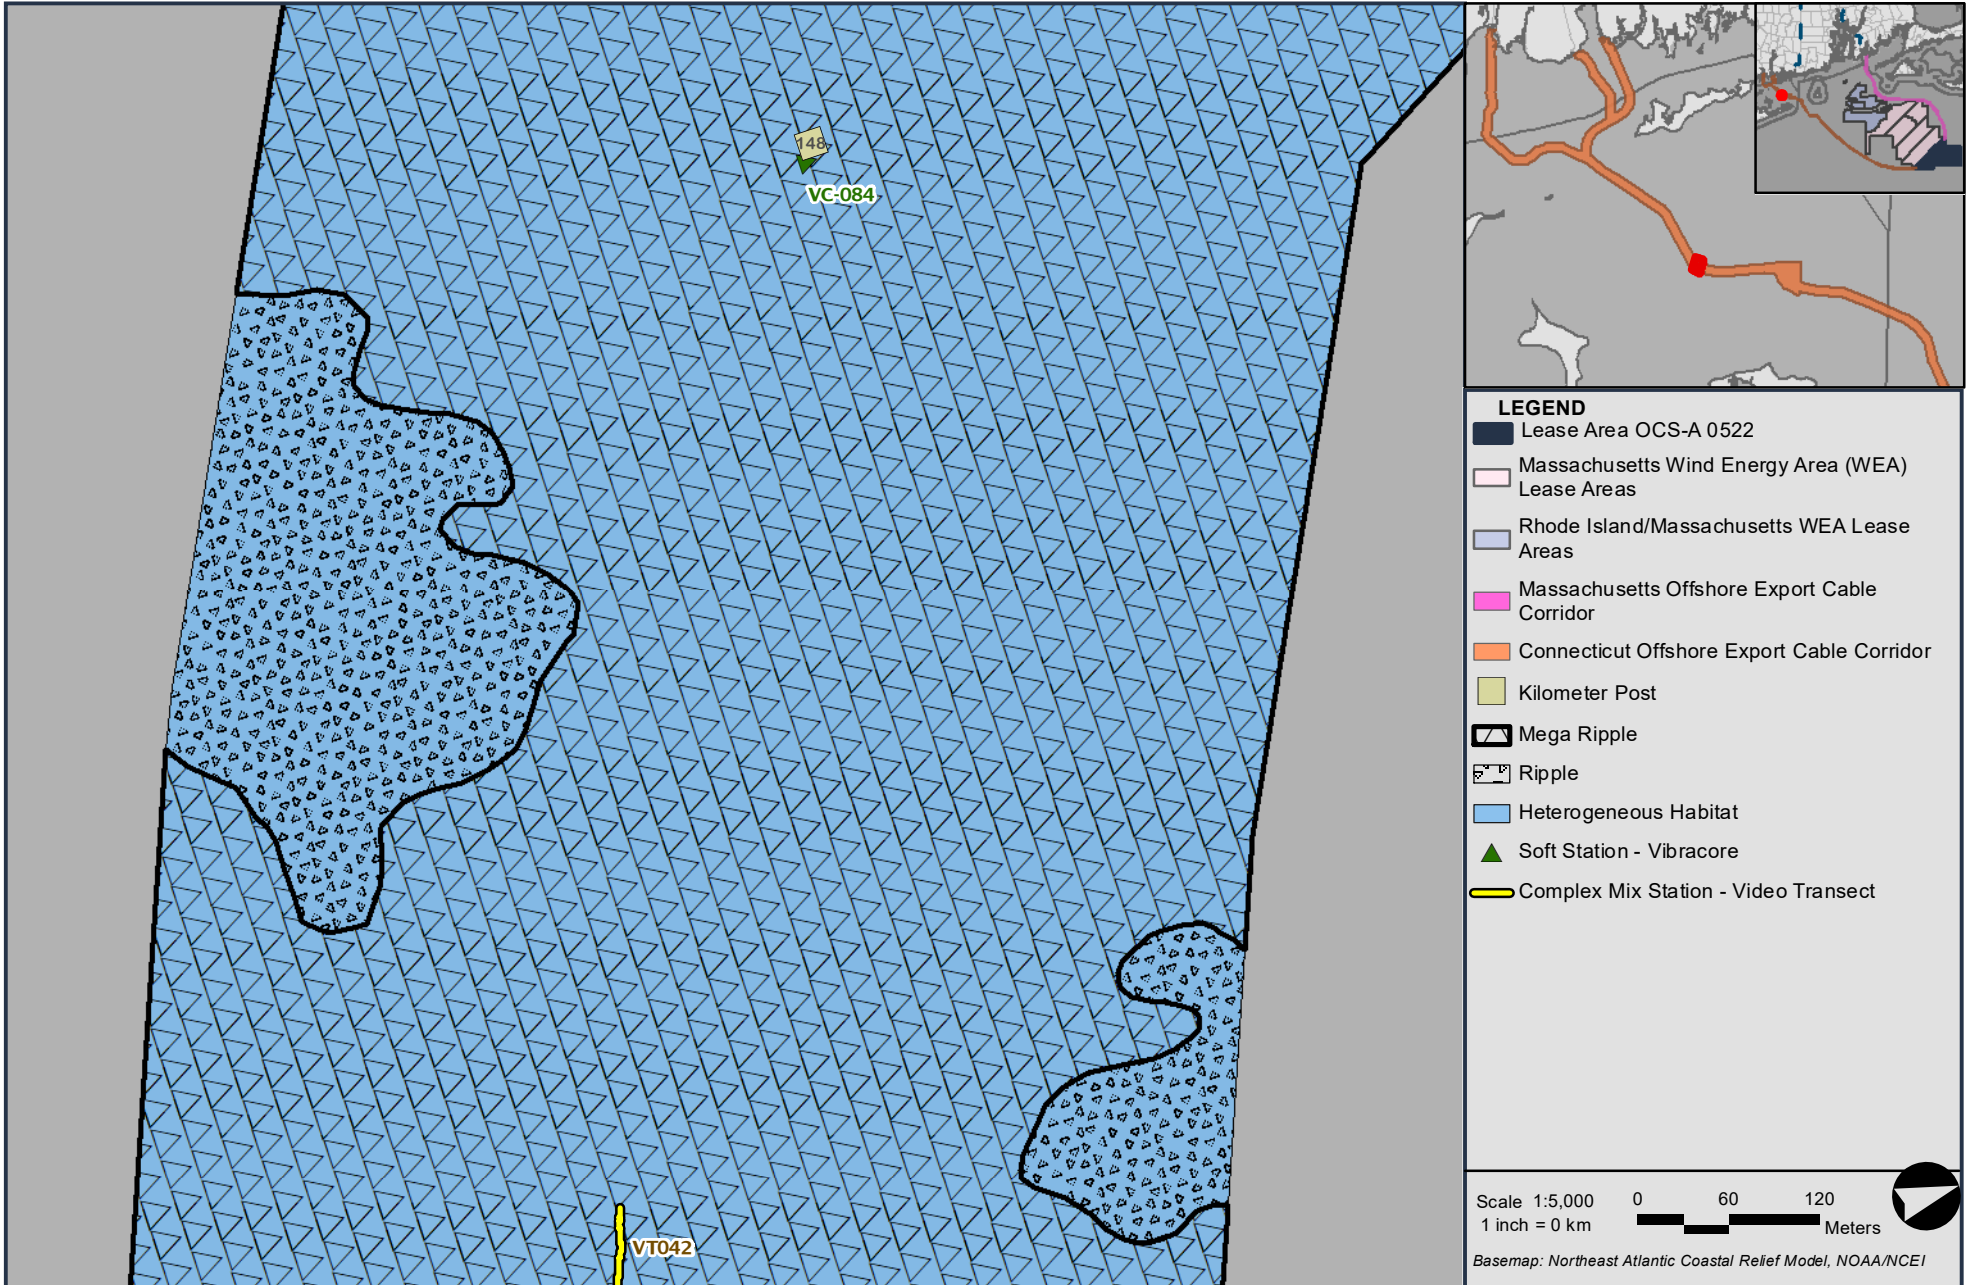 148
VC-084
VT042
LEGEND
Lease Area OCS-A 0522
Massachusetts Wind Energy Area (WEA)
Lease Areas
Rhode Island/Massachusetts WEA Lease
Areas
Massachusetts Offshore Export Cable
Corridor
Connecticut Offshore Export Cable Corridor
Kilometer Post
Mega Ripple
Ripple
Heterogeneous Habitat
Soft Station - Vibracore
Complex Mix Station - Video Transect
Scale 1:5,000
1 inch = 0 km
0 60 120
Meters
Basemap: Northeast Atlantic Coastal Relief Model, NOAA/NCEI